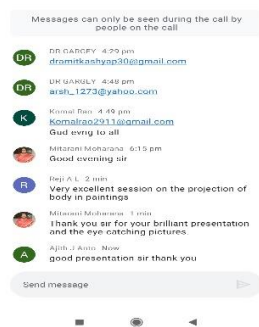 Messages can only be seen during the call by
people on the call
DR
DR GARGEY 4:29 pm
dramitkashyap30@gmail.com
DR
DR GARGEY 4:48 pm
arsh_1273@yahoo.com
K
Komal Rao 4:49 pm
Komalrao2911@gmail.com
Gud evng to all
Mitarani Moharana 6:15 pm
Good evening sir
R
Reji A L 2 min
Very excellent session on the projection of
body in paintings
Mitarani Moharana 1 min
Thank you sir for your brilliant presentation
and the eye catching pictures.
A
Ajith J Anto Now
good presentation sir thank you
Send message